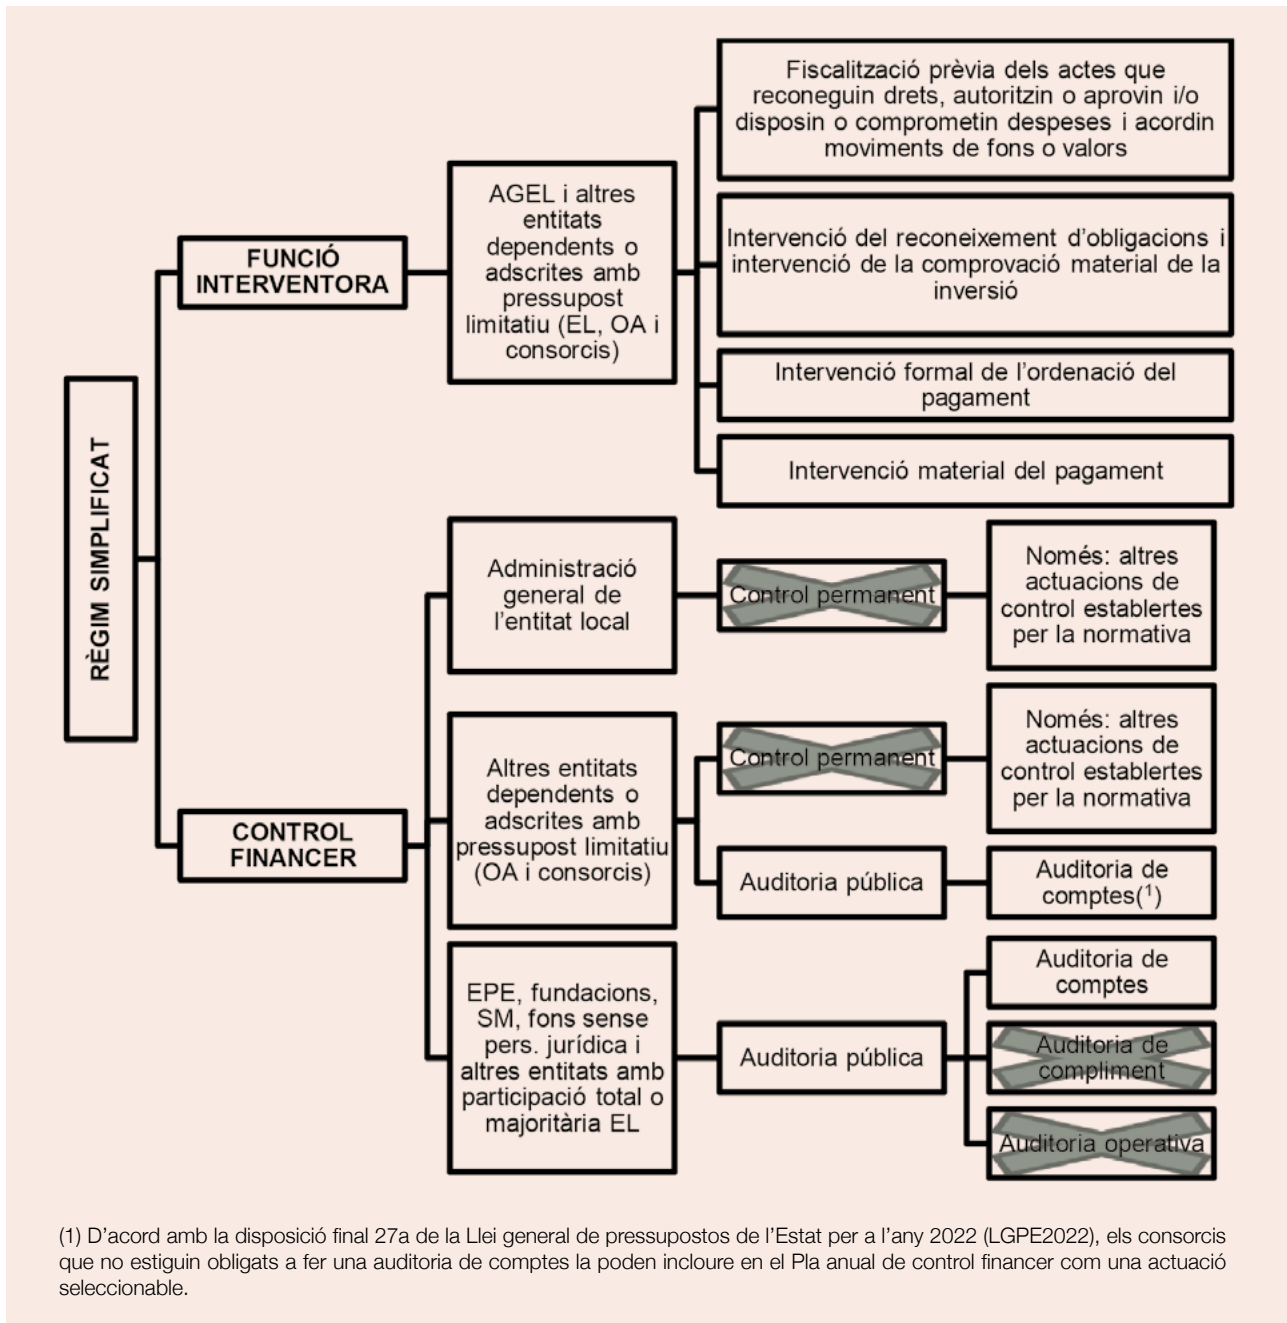 RÈGIM SIMPLIFICAT
FUNCIÓ
INTERVENTORA
AGEL i altres
entitats
dependents o
adscrites amb
pressupost
limitatiu (EL, OA i
consorcis)
Fiscalització prèvia dels actes que
reconeguin drets, autoritzin o aprovin i/o
disposin o comprometin despeses i acordin
moviments de fons o valors
Intervenció del reconeixement d’obligacions i
intervenció de la comprovació material de la
inversió
Intervenció formal de l’ordenació del
pagament
Intervenció material del pagament
CONTROL
FINANCER
Administració
general de
l’entitat local
Control permanent
Només: altres
actuacions de
control establertes
per la normativa
Altres entitats
dependents o
adscrites amb
pressupost limitatiu
(OA i consorcis)
Control permanent
Només: altres
actuacions de
control establertes
per la normativa
Auditoria pública
Auditoria de
comptes(1)
EPE, fundacions,
SM, fons sense
pers. jurídica i
altres entitats amb
participació total o
majoritària EL
Auditoria pública
Auditoria de
comptes
Auditoria de
compliment
Auditoria operativa
(1) D’acord amb la disposició final 27a de la Llei general de pressupostos de l’Estat per a l’any 2022 (LGPE2022), els consorcis
que no estiguin obligats a fer una auditoria de comptes la poden incloure en el Pla anual de control financer com una actuació
seleccionable.